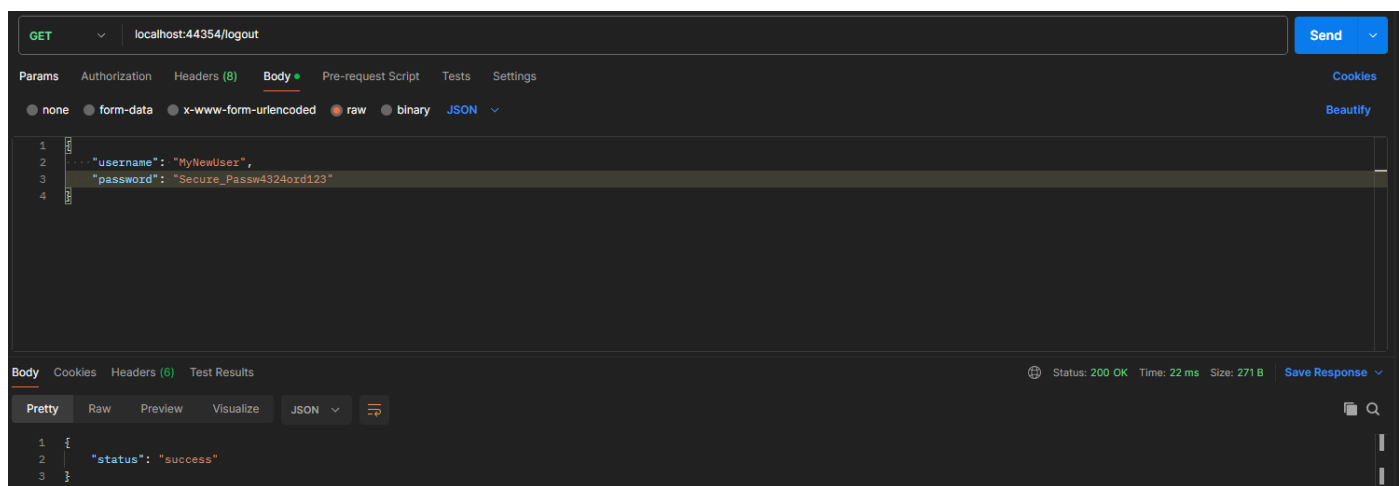 GET localhost:44354/logout Send
Params Authorization Headers (8) Body Pre-request Script Tests Settings Cookies
none form-data x-www-form-urlencoded raw binary JSON Beautify
1 {
2 ····"username":·"MyNewUser",
3 "password": "Secure_Passw4324ord123"
4 }
Body Cookies Headers (6) Test Results Status: 200 OK Time: 22 ms Size: 271 B Save Response
Pretty Raw Preview Visualize JSON
1 {
2 "status": "success"
3 }